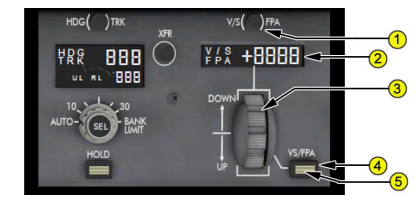 HDG TRK
V/S FPA
1
XFR
HDG
TRK 888
UL RL 888
V/S
FPA +8888
2
3
10 30
AUTO BANK
LIMIT
SEL
DOWN
UP
HOLD
VS/FPA
4
5